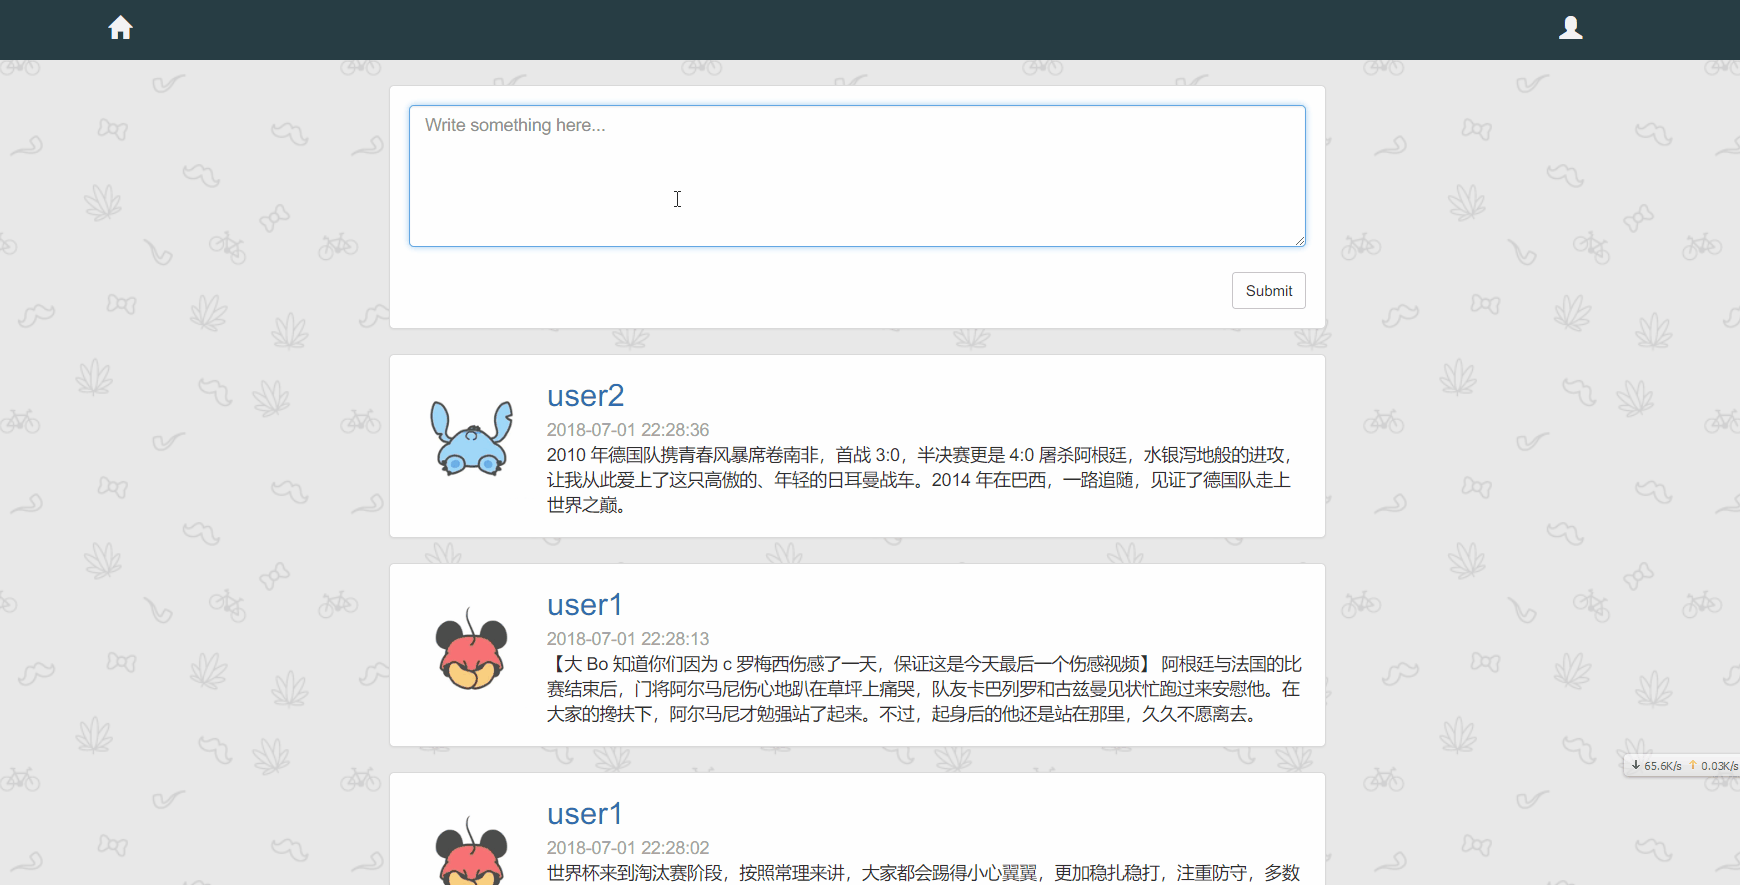 Write something here...
Submit
user2
2018-07-01 22:28:36
2010 年德国队携青春风暴席卷南非，首战 3:0，半决赛更是 4:0 屠杀阿根廷，水银泻地般的进攻，
让我从此爱上了这只高傲的、年轻的日耳曼战车。2014 年在巴西，一路追随，见证了德国队走上
世界之巅。
user1
2018-07-01 22:28:13
【大 Bo 知道你们因为 c 罗梅西伤感了一天，保证这是今天最后一个伤感视频】 阿根廷与法国的比
赛结束后，门将阿尔马尼伤心地趴在草坪上痛哭，队友卡巴列罗和古兹曼见状忙跑过来安慰他。在
大家的搀扶下，阿尔马尼才勉强站了起来。不过，起身后的他还是站在那里，久久不愿离去。
↓ 65.6K/s ↑ 0.03K/s
user1
2018-07-01 22:28:02
世界杯来到淘汰赛阶段，按照常理来讲，大家都会踢得小心翼翼，更加稳扎稳打，注重防守，多数